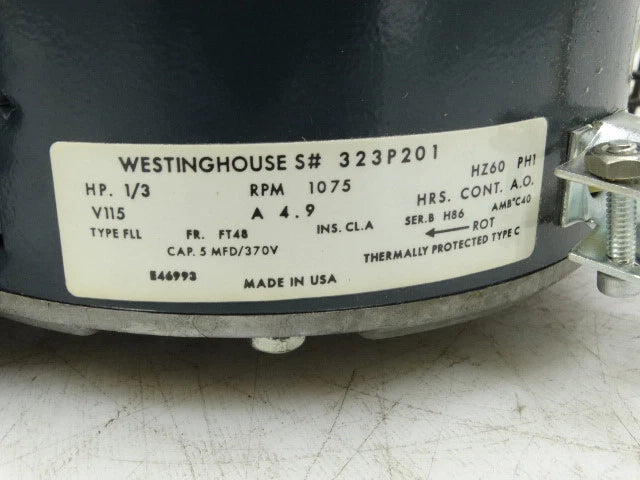 WESTINGHOUSE S# 323P201
HP. 1/3 RPM 1075 HZ60 PH1
V115 A 4.9 HRS. CONT. A.O.
TYPE FLL FR. FT48 INS. CL.A SER.B H86 AMB°C40
CAP. 5 MFD/370V ← ROT
THERMALLY PROTECTED TYPE C
E46993 MADE IN USA